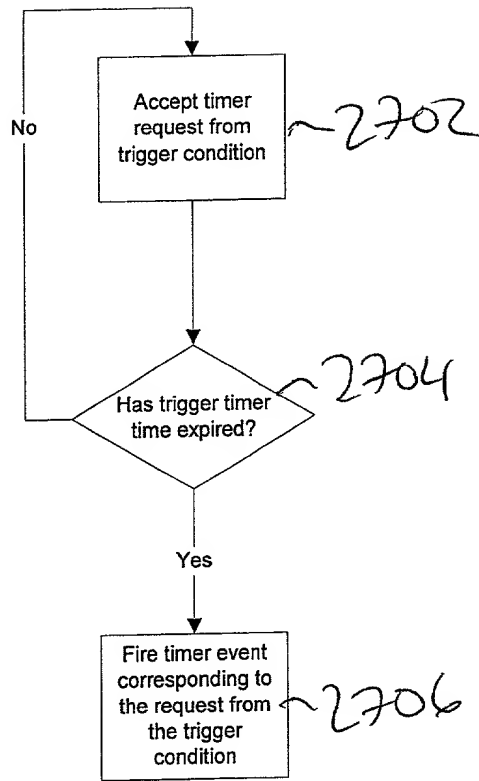 Accept timer
request from
trigger condition
2702
No
Has trigger timer
time expired?
2704
Yes
Fire timer event
corresponding to
the request from
the trigger
condition
2706